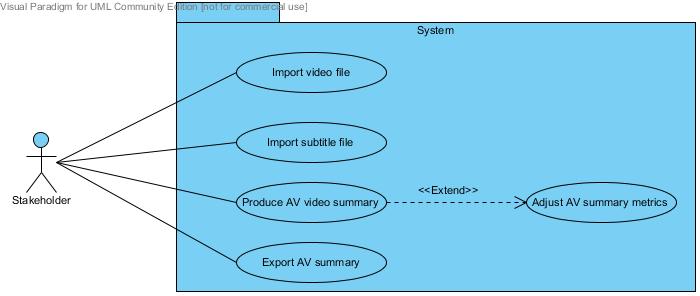 Visual Paradigm for UML Community Edition [not for commercial use]
System
Import video file
Import subtitle file
<<Extend>>
Stakeholder
Produce AV video summary
Adjust AV summary metrics
Export AV summary